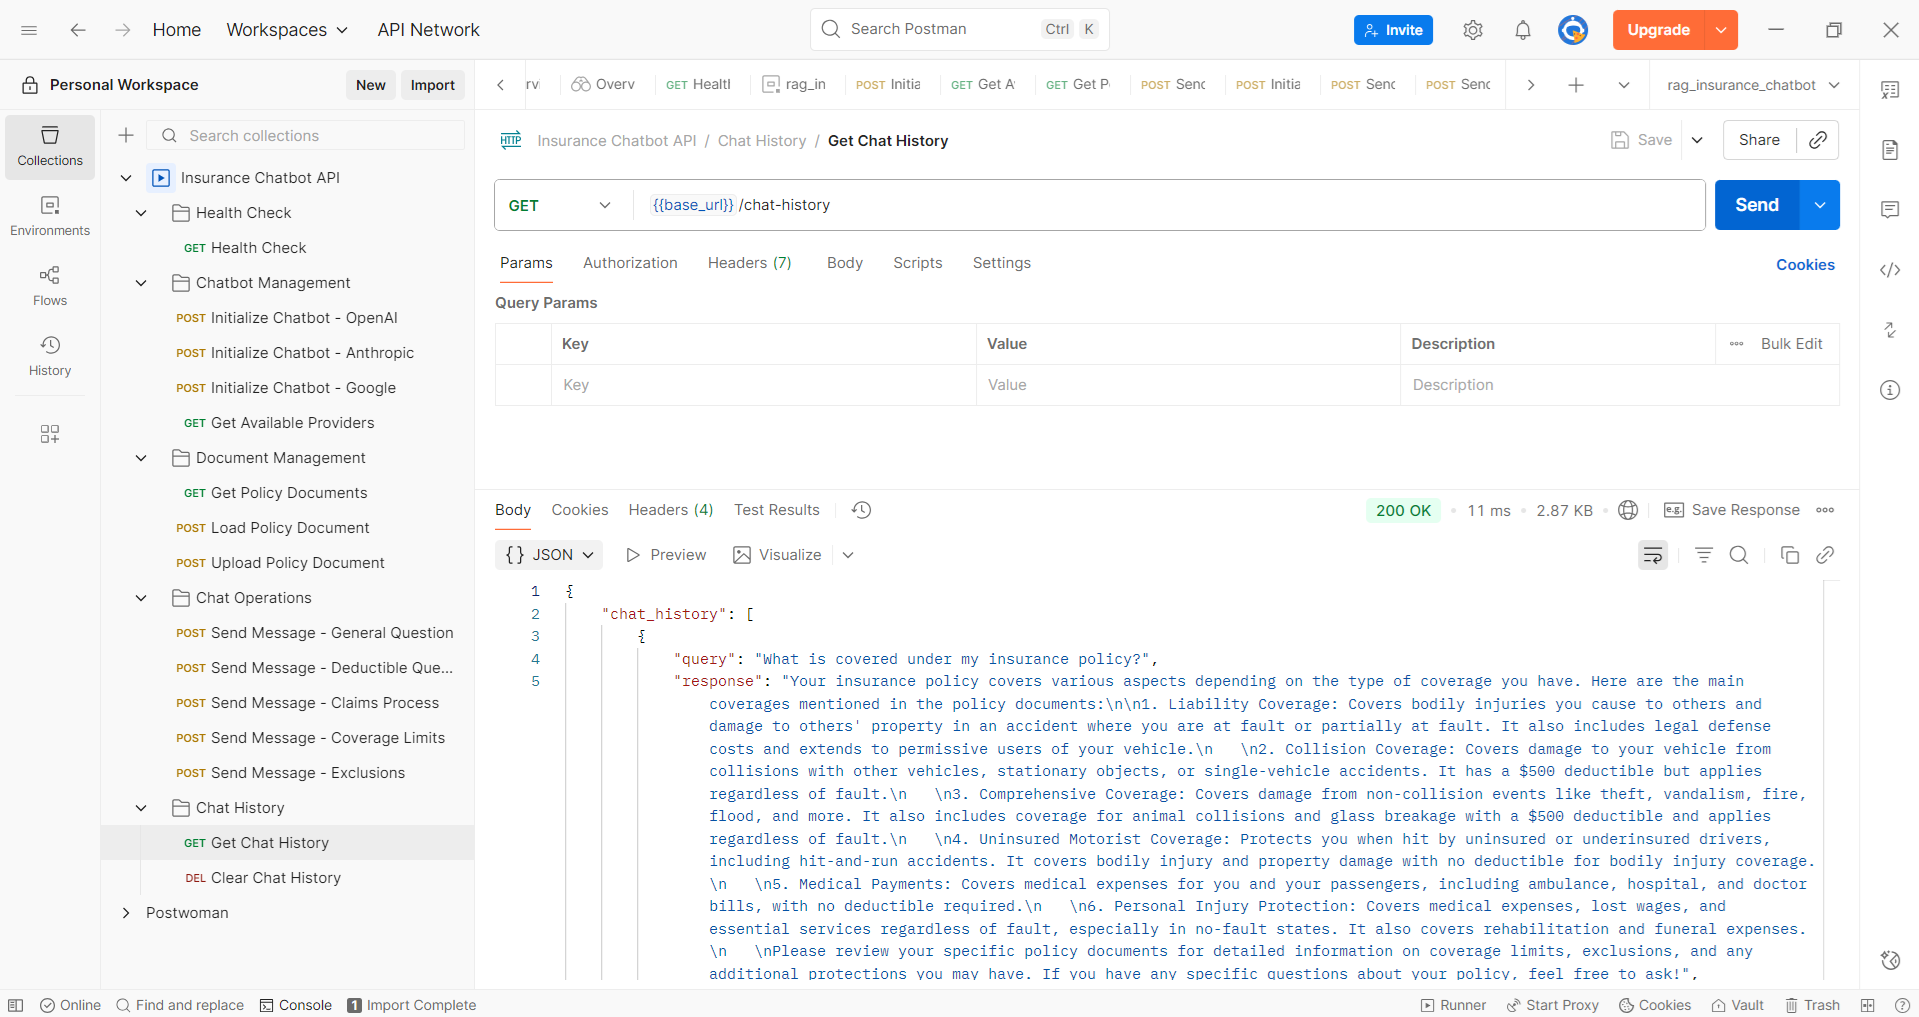 Home
Workspaces
API Network
Search Postman
Ctrl K
Invite
Upgrade
Personal Workspace
New
Import
rvi
Overv
GET Healtl
rag_in
POST Initia
GET Get A
GET Get P
POST Senc
POST Initia
POST Senc
POST Senc
rag_insurance_chatbot
Collections
Environments
Flows
History
Search collections
Insurance Chatbot API
Health Check
GET Health Check
Chatbot Management
POST Initialize Chatbot - OpenAI
POST Initialize Chatbot - Anthropic
POST Initialize Chatbot - Google
GET Get Available Providers
Document Management
GET Get Policy Documents
POST Load Policy Document
POST Upload Policy Document
Chat Operations
POST Send Message - General Question
POST Send Message - Deductible Que...
POST Send Message - Claims Process
POST Send Message - Coverage Limits
POST Send Message - Exclusions
Chat History
GET Get Chat History
DEL Clear Chat History
Postwoman
HTTP Insurance Chatbot API / Chat History / Get Chat History
Save
Share
GET
{{base_url}} /chat-history
Send
Params
Authorization
Headers (7)
Body
Scripts
Settings
Cookies
Query Params
Key
Value
Description
Bulk Edit
Key
Value
Description
Body
Cookies
Headers (4)
Test Results
200 OK
11 ms
2.87 KB
e.g.
Save Response
{} JSON
Preview
Visualize
1 {
2 "chat_history": [
3 {
4 "query": "What is covered under my insurance policy?",
5 "response": "Your insurance policy covers various aspects depending on the type of coverage you have. Here are the main
coverages mentioned in the policy documents:\n\n1. Liability Coverage: Covers bodily injuries you cause to others and
damage to others' property in an accident where you are at fault or partially at fault. It also includes legal defense
costs and extends to permissive users of your vehicle.\n   \n2. Collision Coverage: Covers damage to your vehicle from
collisions with other vehicles, stationary objects, or single-vehicle accidents. It has a $500 deductible but applies
regardless of fault.\n   \n3. Comprehensive Coverage: Covers damage from non-collision events like theft, vandalism, fire,
flood, and more. It also includes coverage for animal collisions and glass breakage with a $500 deductible and applies
regardless of fault.\n   \n4. Uninsured Motorist Coverage: Protects you when hit by uninsured or underinsured drivers,
including hit-and-run accidents. It covers bodily injury and property damage with no deductible for bodily injury coverage.
\n   \n5. Medical Payments: Covers medical expenses for you and your passengers, including ambulance, hospital, and doctor
bills, with no deductible required.\n   \n6. Personal Injury Protection: Covers medical expenses, lost wages, and
essential services regardless of fault, especially in no-fault states. It also covers rehabilitation and funeral expenses.
\n   \nPlease review your specific policy documents for detailed information on coverage limits, exclusions, and any
additional protections you may have. If you have any specific questions about your policy, feel free to ask!",
Online
Find and replace
Console
1 Import Complete
Runner
Start Proxy
Cookies
Vault
Trash